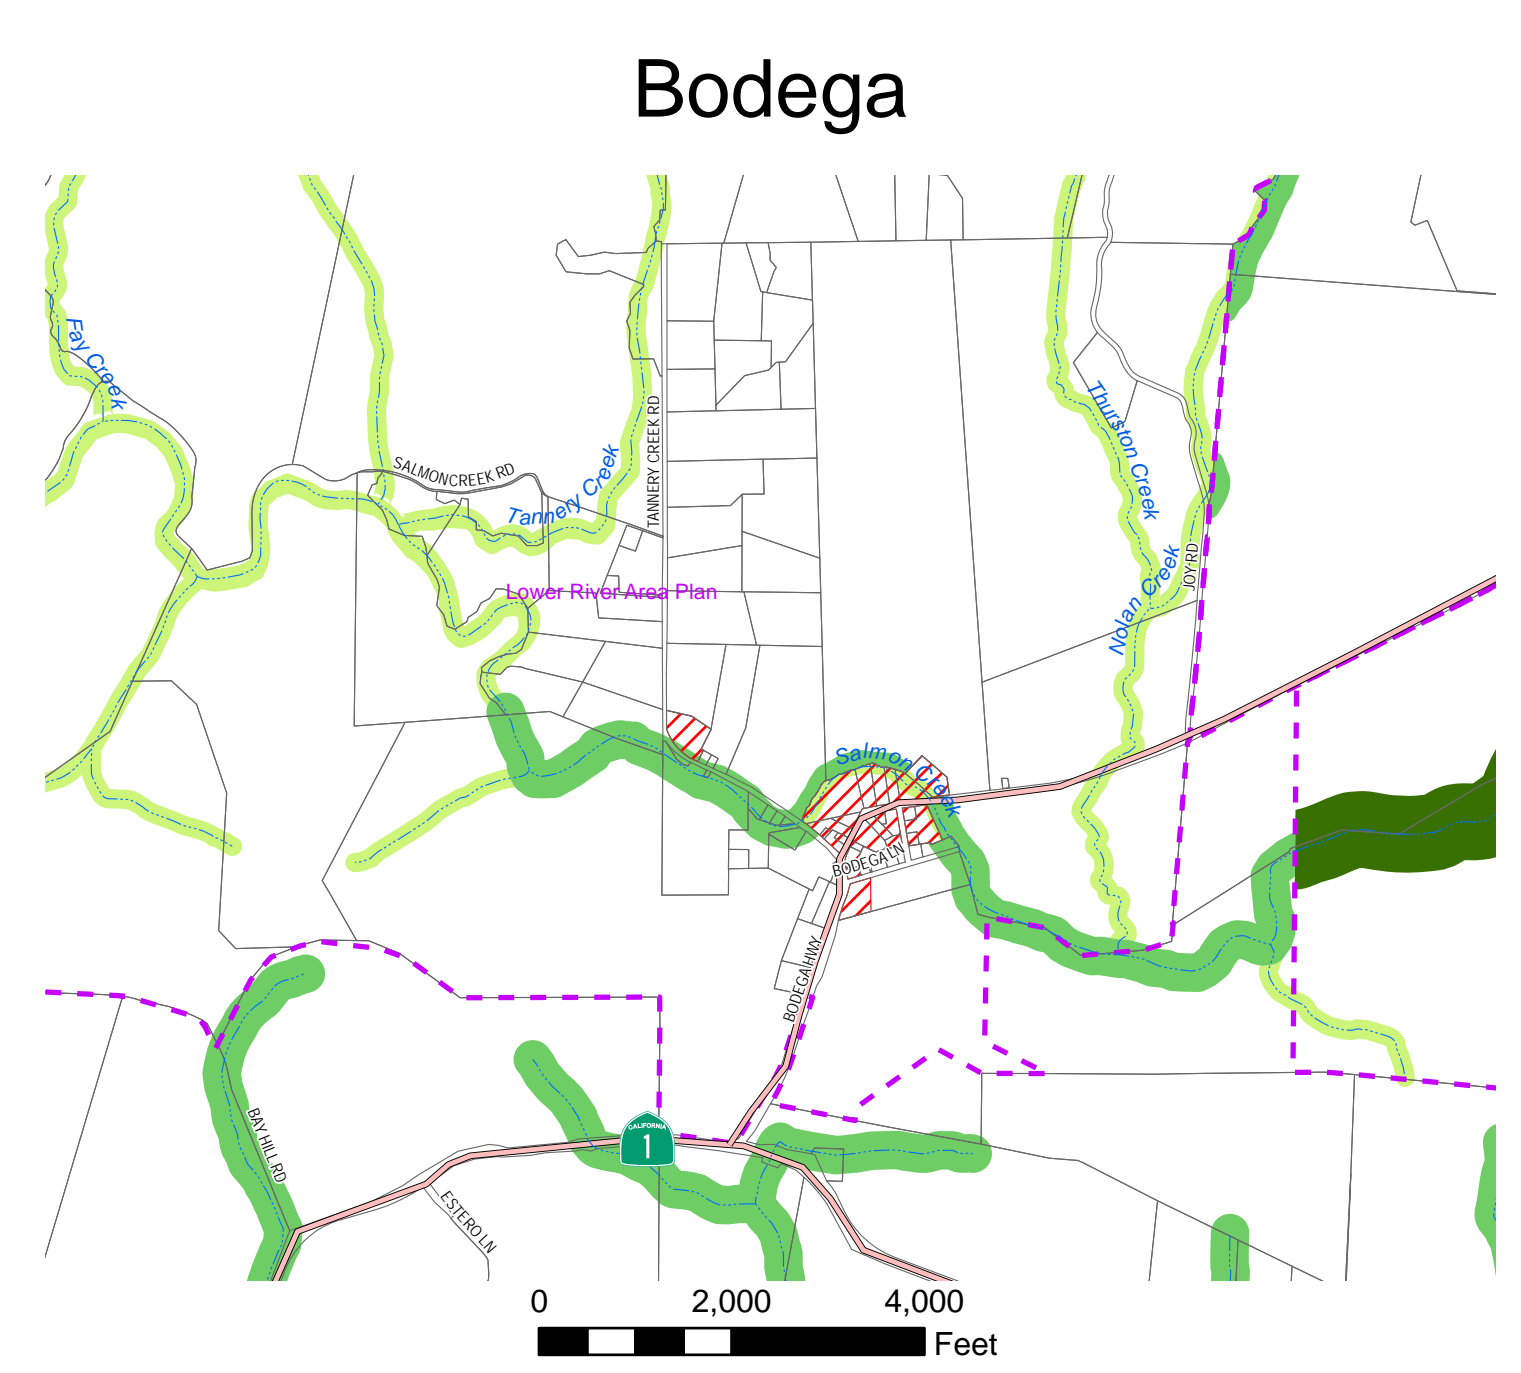 Bodega
Fay Creek
SALMONCREEK RD
Tannery Creek
TANNERY CREEK RD
Thurston Creek
Nolan Creek
JOY RD
Lower River Area Plan
Salmon Creek
BODEGA LN
BODEGA HWY
BAY HILL RD
CALIFORNIA
1
ESTERO LN
0 2,000 4,000
Feet